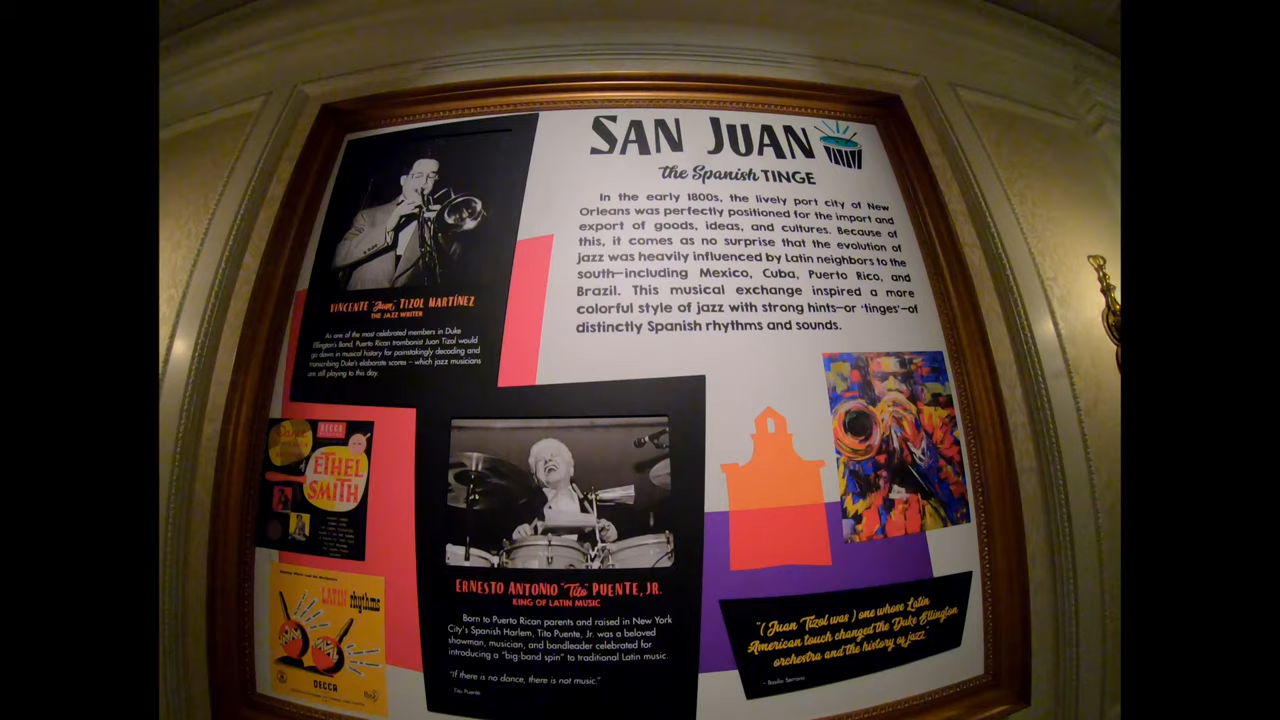 SAN JUAN
the Spanish TINGE
In the early 1800s, the lively port city of New
Orleans was perfectly positioned for the import and
export of goods, ideas, and cultures. Because of
this, it comes as no surprise that the evolution of
jazz was heavily influenced by Latin neighbors to the
south—including Mexico, Cuba, Puerto Rico, and
Brazil. This musical exchange inspired a more
colorful style of jazz with strong hints—or 'tinges'—of
distinctly Spanish rhythms and sounds.
VINCENTE "Juan" TIZOL MARTÍNEZ
THE JAZZ WRITER
As one of the most celebrated members in Duke
Ellington's Band, Puerto Rican trombonist Juan Tizol would
go down in musical history for painstakingly decoding and
transcribing Duke's elaborate scores – which jazz musicians
are still playing to this day.
DECCA
ETHEL
SMITH
LATIN rhythms
DECCA
ERNESTO ANTONIO "Tito" PUENTE, JR.
KING OF LATIN MUSIC
Born to Puerto Rican parents and raised in New York
City's Spanish Harlem, Tito Puente, Jr. was a beloved
showman, musician, and bandleader celebrated for
introducing a "big-band spin" to traditional Latin music.
"If there is no dance, there is not music."
Tito Puente
"(Juan Tizol was) one whose Latin
American touch changed the Duke Ellington
orchestra and the history of jazz"
- Basilio Serrano